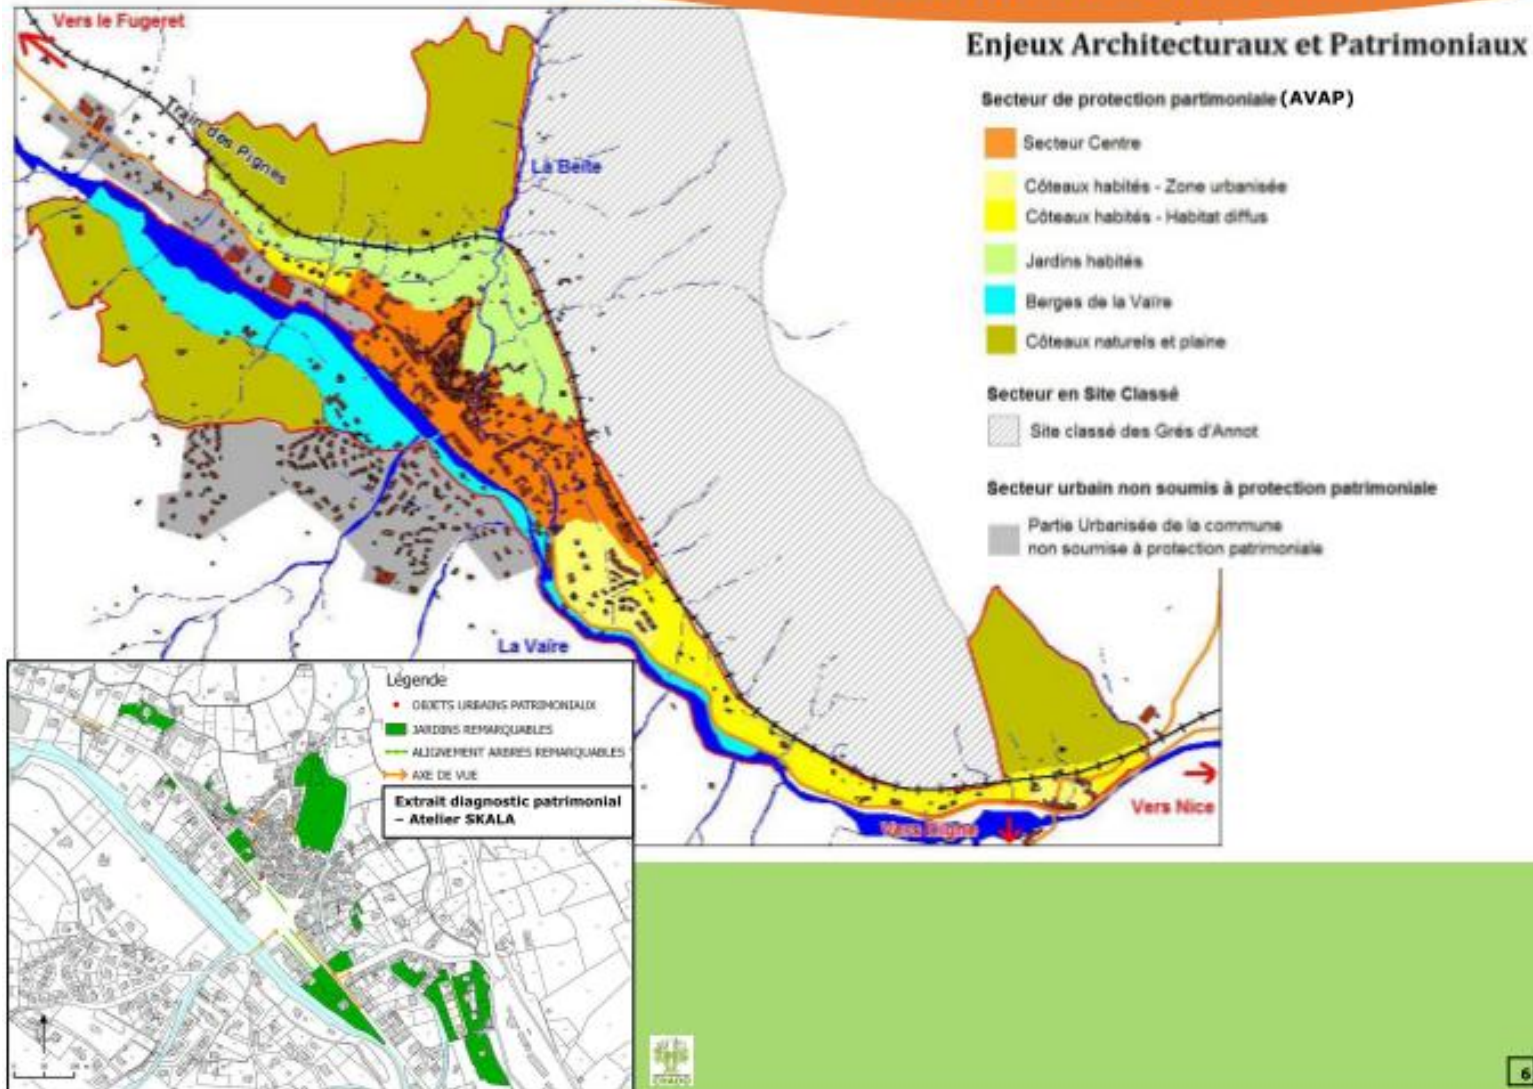 Enjeux Architecturaux et Patrimoniaux
Secteur de protection partimoniale (AVAP)
Secteur Centre
Côteaux habités - Zone urbanisée
Côteaux habités - Habitat diffus
Jardins habités
Berges de la Vaïre
Côteaux naturels et plaine
Secteur en Site Classé
Site classé des Grés d'Annot
Secteur urbain non soumis à protection patrimoniale
Partie Urbanisée de la commune
non soumise à protection patrimoniale
Vers le Fugeret
Train des Pignes
La Beïte
La Vaïre
Vers Nice
Vers Digne
Légende
OBJETS URBAINS PATRIMONIAUX
JARDINS REMARQUABLES
ALIGNEMENT ARBRES REMARQUABLES
AXE DE VUE
Extrait diagnostic patrimonial
– Atelier SKALA
6